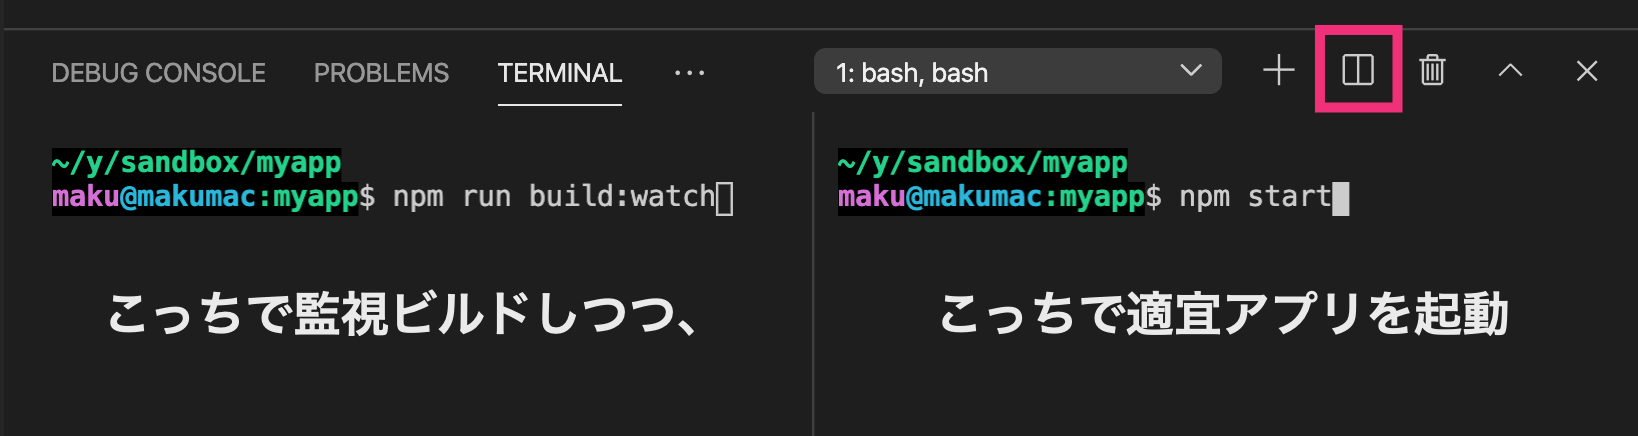 DEBUG CONSOLE PROBLEMS TERMINAL ··· 1: bash, bash
~/y/sandbox/myapp
maku@makumac:myapp$ npm run build:watch
こっちで監視ビルドしつつ、
~/y/sandbox/myapp
maku@makumac:myapp$ npm start
こっちで適宜アプリを起動